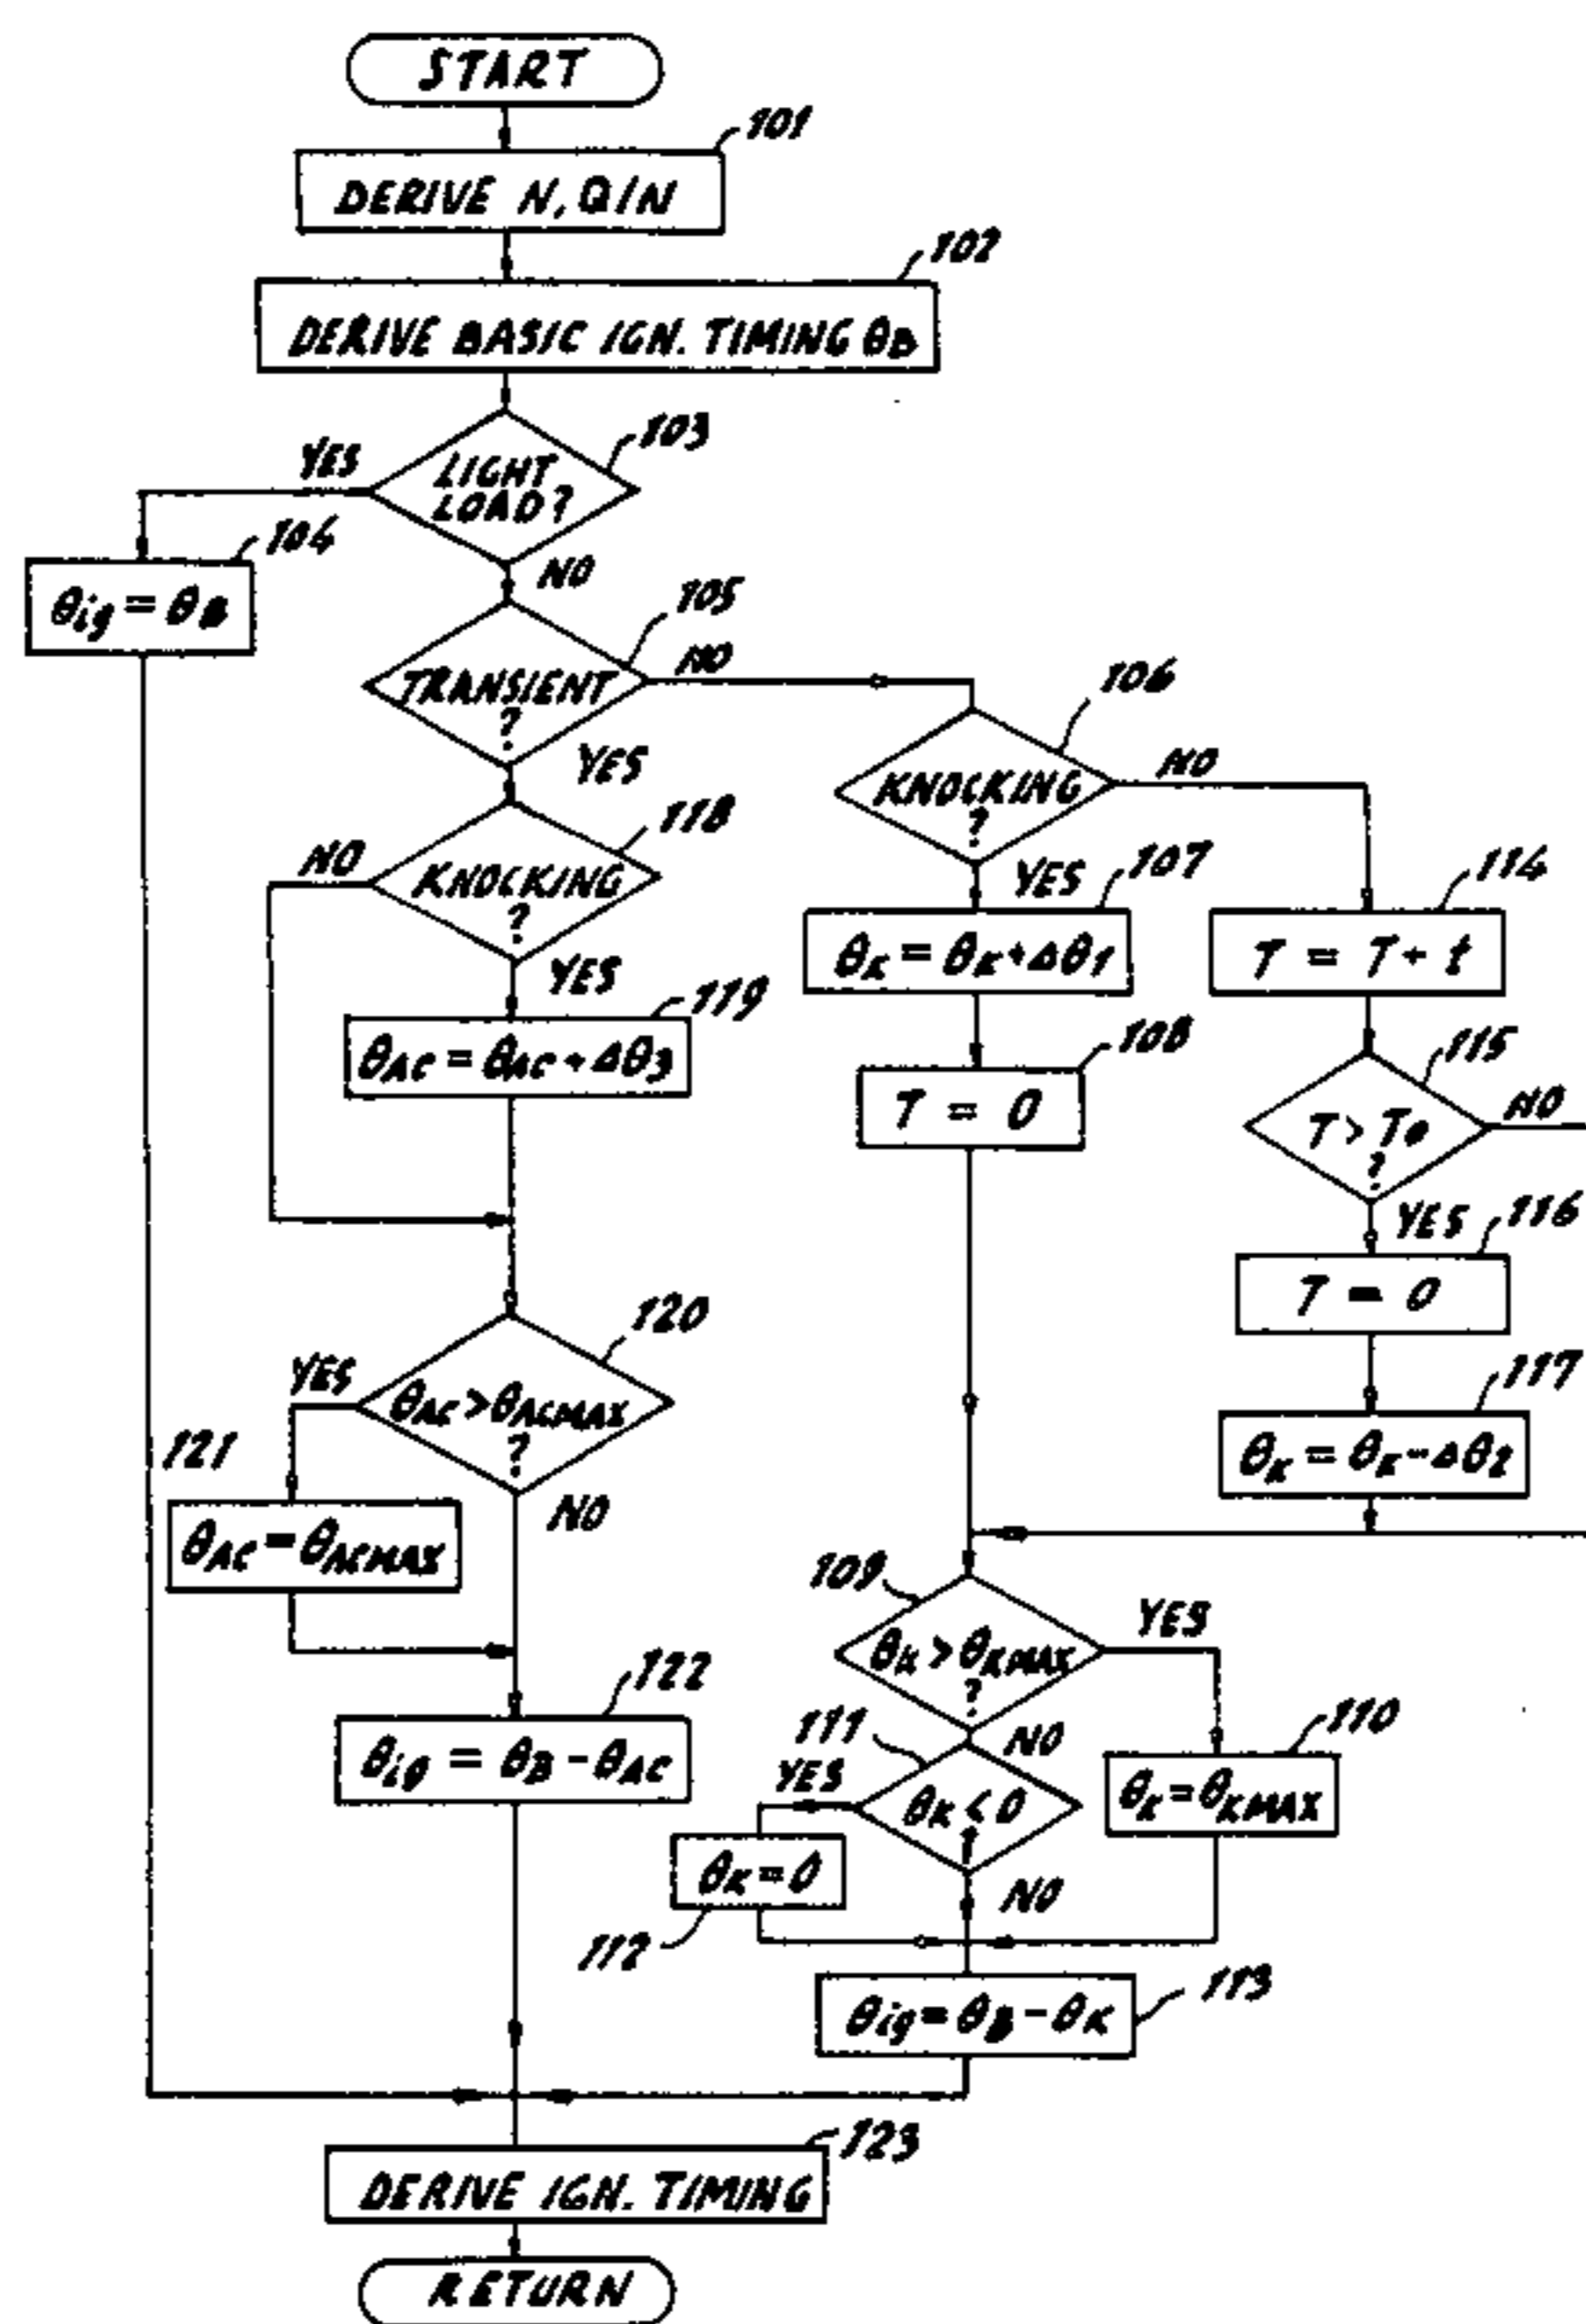 START
101
DERIVE N, Q/N
102
DERIVE BASIC IGN. TIMING θB
103
YES
LIGHT
LOAD?
104
NO
θig = θB
105
NO
TRANSIENT
?
106
YES
KNOCKING
?
NO
118
NO
KNOCKING
?
YES
107
114
θK = θK + Δθ1
T = T + t
YES
119
θAC = θAC + Δθ3
108
T = 0
115
T > To
?
NO
YES
116
T = 0
120
YES
θAC > θACMAX
?
117
θK = θK - Δθ2
121
NO
θAC = θACMAX
109
YES
θK > θKMAX
?
122
111
NO
110
θig = θB - θAC
YES
θK < 0
θK = θKMAX
θK = 0
NO
112
113
θig = θB - θK
123
DERIVE IGN. TIMING
RETURN